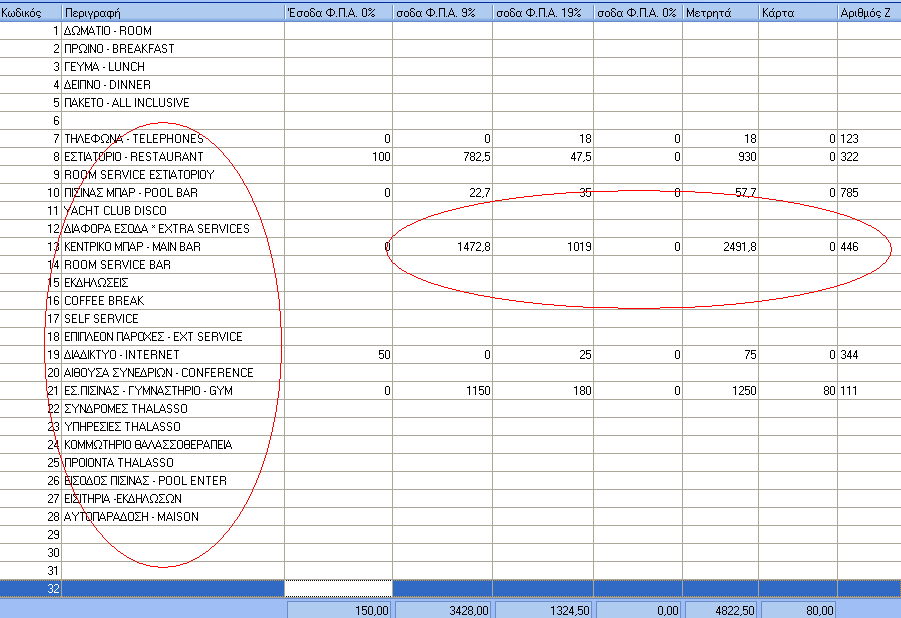 Κωδικός Περιγραφή Έσοδα Φ.Π.Α. 0% σοδα Φ.Π.Α. 9% σοδα Φ.Π.Α. 19% σοδα Φ.Π.Α. 0% Μετρητά Κάρτα Αριθμός Ζ
1 ΔΩΜΑΤΙΟ - ROOM
2 ΠΡΩΙΝΟ - BREAKFAST
3 ΓΕΥΜΑ - LUNCH
4 ΔΕΙΠΝΟ - DINNER
5 ΠΑΚΕΤΟ - ALL INCLUSIVE
6
7 ΤΗΛΕΦΩΝΑ - TELEPHONES 0 0 18 0 18 0 123
8 ΕΣΤΙΑΤΟΡΙΟ - RESTAURANT 100 782,5 47,5 0 930 0 322
9 ROOM SERVICE ΕΣΤΙΑΤΟΡΙΟΥ
10 ΠΙΣΙΝΑΣ ΜΠΑΡ - POOL BAR 0 22,7 35 0 57,7 0 785
11 YACHT CLUB DISCO
12 ΔΙΑΦΟΡΑ ΕΣΟΔΑ * EXTRA SERVICES
13 ΚΕΝΤΡΙΚΟ ΜΠΑΡ - MAIN BAR 0 1472,8 1019 0 2491,8 0 446
14 ROOM SERVICE BAR
15 ΕΚΔΗΛΩΣΕΙΣ
16 COFFEE BREAK
17 SELF SERVICE
18 ΕΠΙΠΛΕΟΝ ΠΑΡΟΧΕΣ - EXT SERVICE
19 ΔΙΑΔΙΚΤΥΟ - INTERNET 50 0 25 0 75 0 344
20 ΑΙΘΟΥΣΑ ΣΥΝΕΔΡΙΩΝ - CONFERENCE
21 ΕΣ.ΠΙΣΙΝΑΣ - ΓΥΜΝΑΣΤΗΡΙΟ - GYM 0 1150 180 0 1250 80 111
22 ΣΥΝΔΡΟΜΕΣ THALASSO
23 ΥΠΗΡΕΣΙΕΣ THALASSO
24 ΚΟΜΜΩΤΗΡΙΟ ΘΑΛΑΣΣΟΘΕΡΑΠΕΙΑ
25 ΠΡΟΙΟΝΤΑ THALASSO
26 ΕΙΣΟΔΟΣ ΠΙΣΙΝΑΣ - POOL ENTER
27 ΕΙΣΙΤΗΡΙΑ -ΕΚΔΗΛΩΣΩΝ
28 ΑΥΤΟΠΑΡΑΔΟΣΗ - MAISON
29
30
31
32
150,00 3428,00 1324,50 0,00 4822,50 80,00